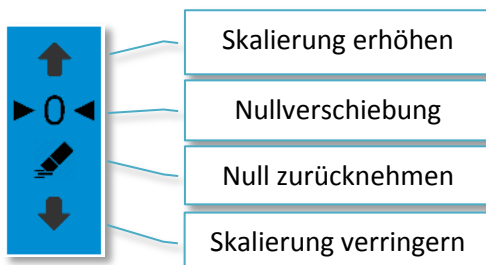 Skalierung erhöhen
0
Nullverschiebung
Null zurücknehmen
Skalierung verringern